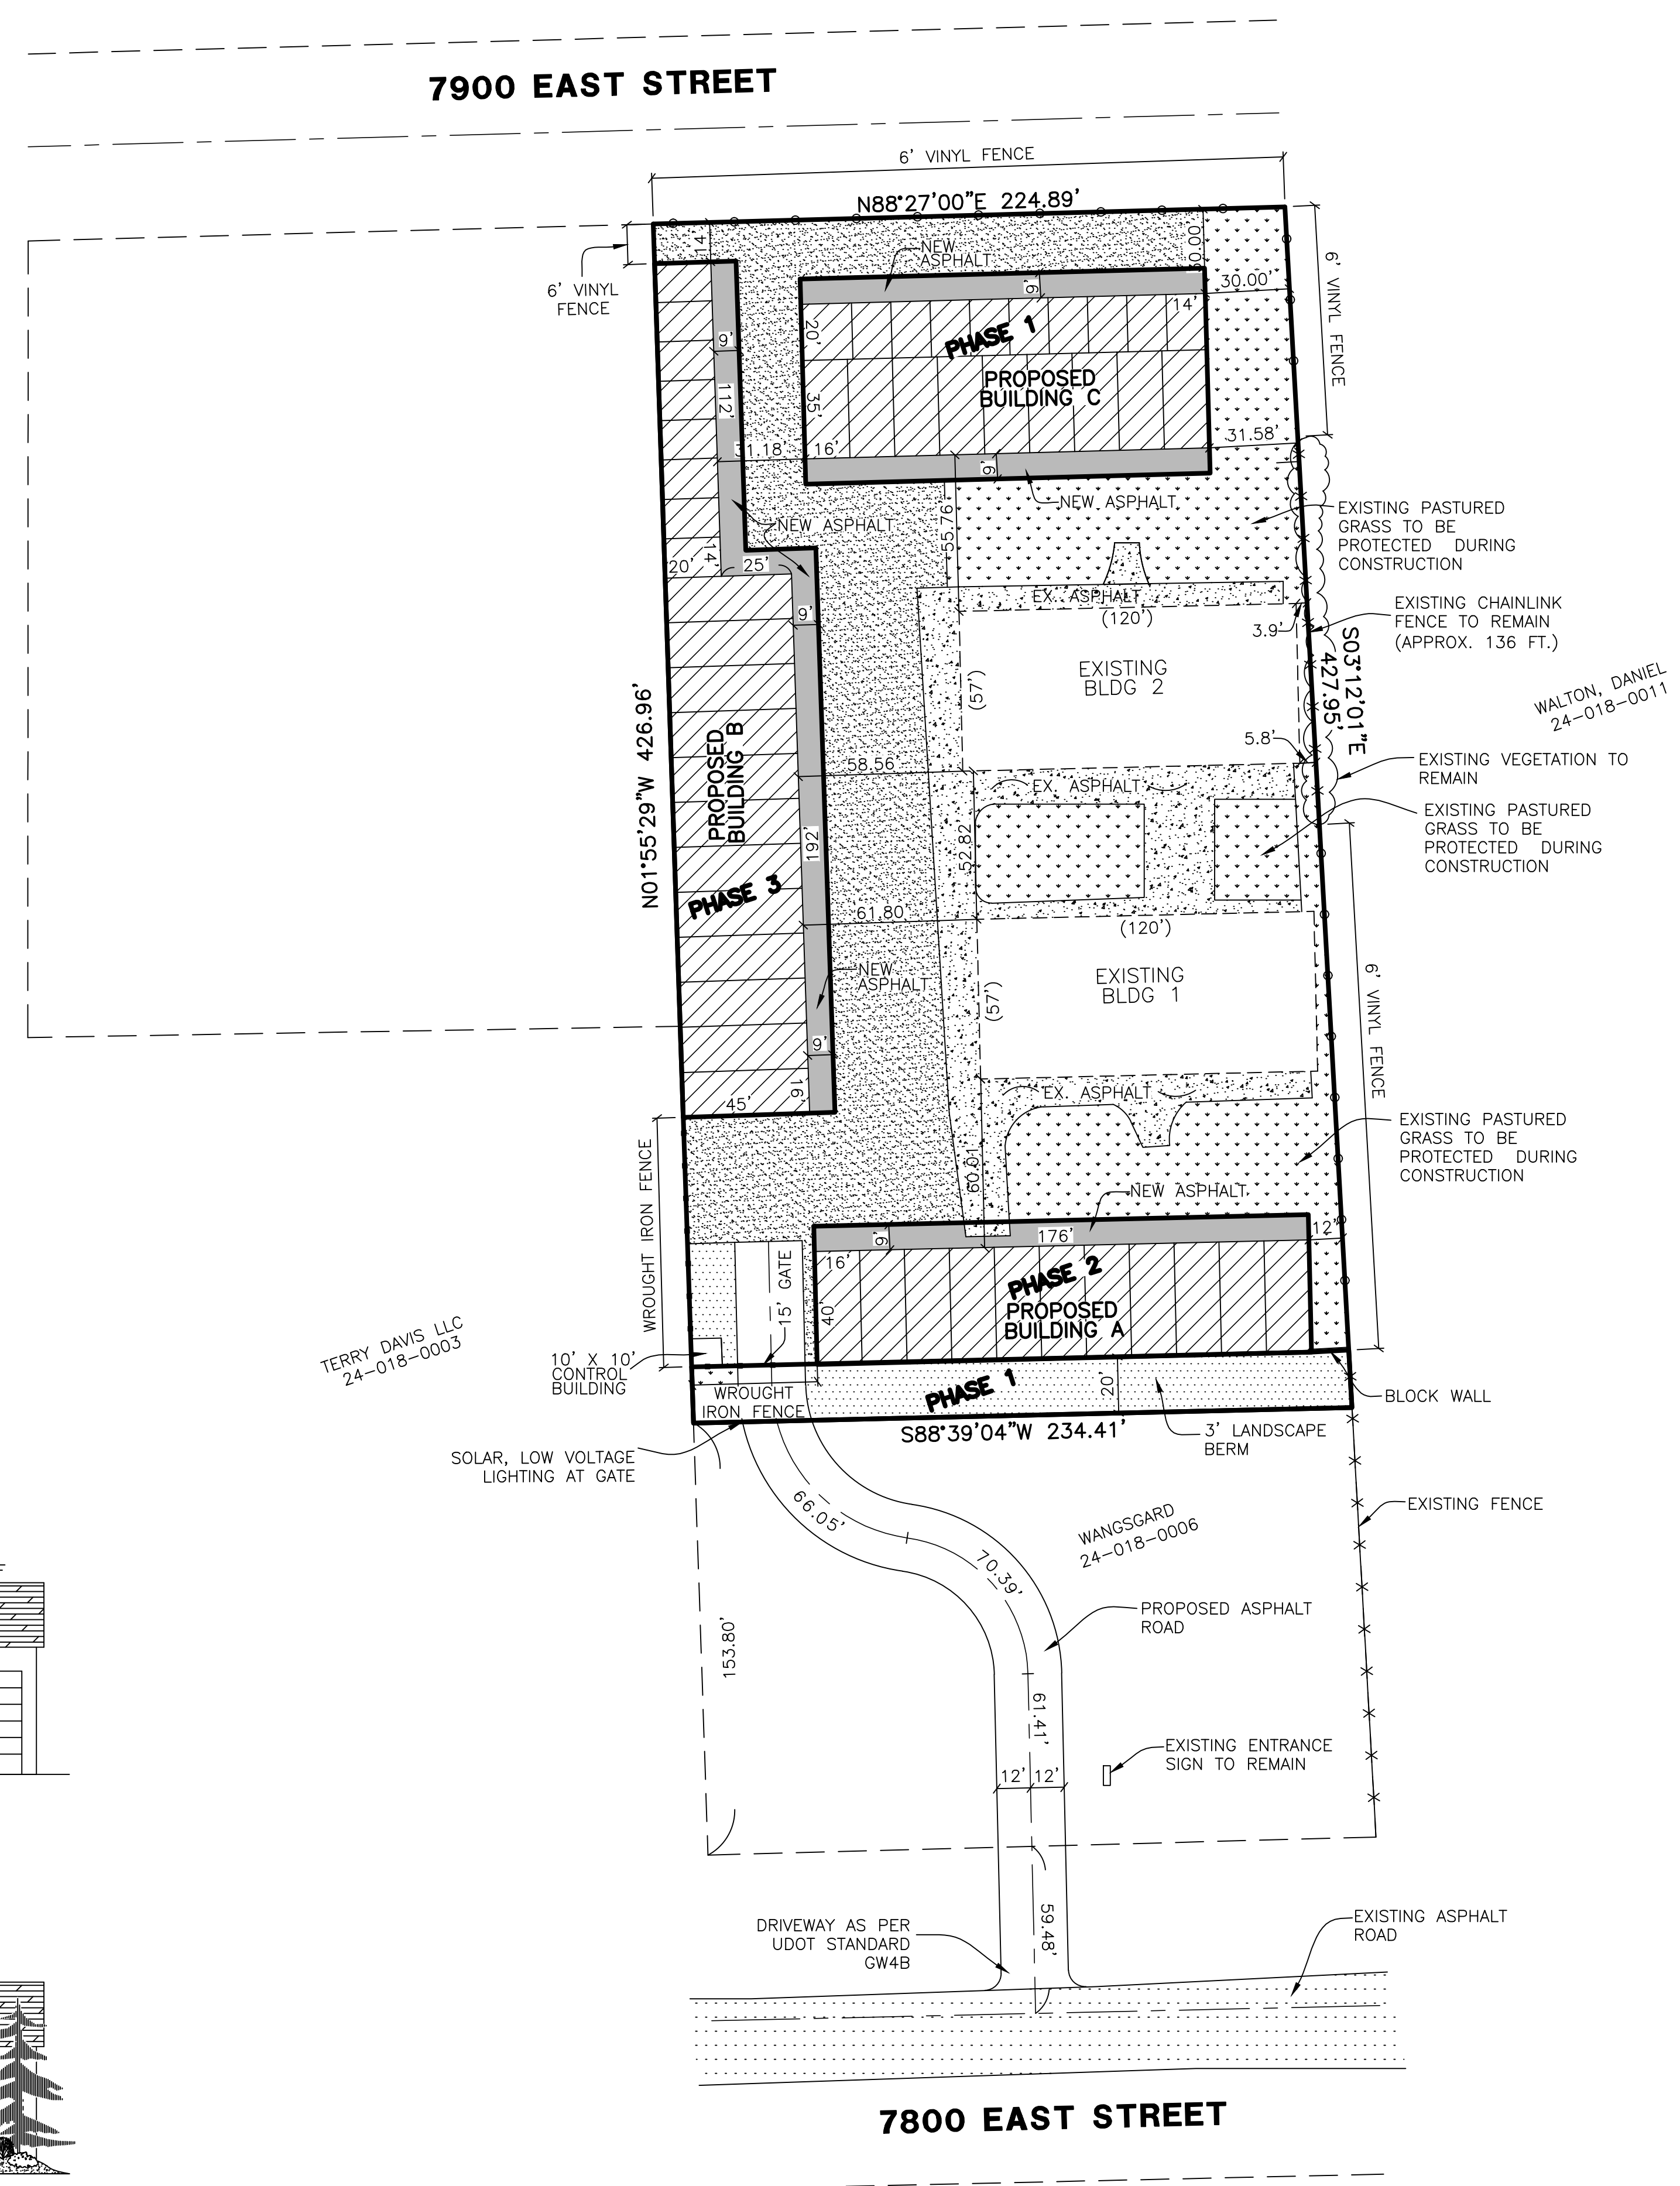 7900 EAST STREET
6' VINYL FENCE
N88°27'00"E 224.89'
6' VINYL
FENCE
14'
NEW
ASPHALT
9'
30.00'
14'
6' VINYL FENCE
PHASE 1
20'
PROPOSED
BUILDING C
35'
9'
112'
31.18'
16'
31.58'
9'
NEW ASPHALT
NEW ASPHALT
55.76'
EXISTING PASTURED
GRASS TO BE
PROTECTED DURING
CONSTRUCTION
20'
14'
25'
9'
EX. ASPHALT
(120')
3.9'
EXISTING CHAINLINK
FENCE TO REMAIN
(APPROX. 136 FT.)
EXISTING
BLDG 2
(57')
S03°12'01"E
427.95'
WALTON, DANIEL
24-018-0011
N01°55'29"W 426.96'
PROPOSED
BUILDING B
58.56'
5.8'
EXISTING VEGETATION TO
REMAIN
EX. ASPHALT
EXISTING PASTURED
GRASS TO BE
PROTECTED DURING
CONSTRUCTION
192'
52.82'
PHASE 3
61.80'
(120')
EXISTING
BLDG 1
(57')
NEW
ASPHALT
9'
6' VINYL FENCE
45'
16'
EX. ASPHALT
EXISTING PASTURED
GRASS TO BE
PROTECTED DURING
CONSTRUCTION
WROUGHT IRON FENCE
60.01'
NEW ASPHALT
9'
176'
12'
16'
15' GATE
40'
PHASE 2
PROPOSED
BUILDING A
TERRY DAVIS LLC
24-018-0003
10' X 10'
CONTROL
BUILDING
WROUGHT
IRON FENCE
PHASE 1
20'
BLOCK WALL
S88°39'04"W 234.41'
3' LANDSCAPE
BERM
SOLAR, LOW VOLTAGE
LIGHTING AT GATE
66.05'
WANGSGARD
24-018-0006
EXISTING FENCE
70.39'
PROPOSED ASPHALT
ROAD
153.80'
61.41'
12'
12'
EXISTING ENTRANCE
SIGN TO REMAIN
59.48'
DRIVEWAY AS PER
UDOT STANDARD
GW4B
EXISTING ASPHALT
ROAD
7800 EAST STREET